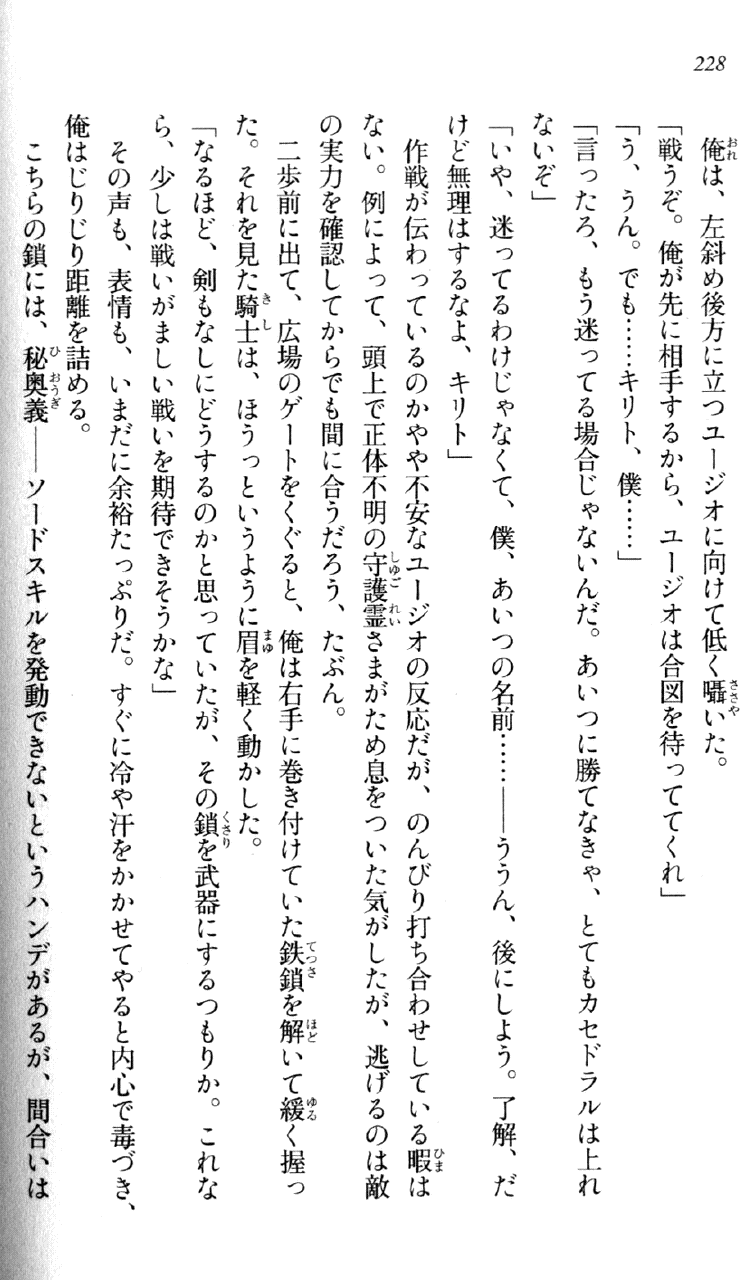 228
俺は、左斜め後方に立つユージオに向けて低く囁いた。
「戦うぞ。俺が先に相手するから、ユージオは合図を待っててくれ」
「う、うん。でも……キリト、僕……」
「言ったろ、もう迷ってる場合じゃないんだ。あいつに勝てなきゃ、とてもカセドラルは上れ
ないぞ」
「いや、迷ってるわけじゃなくて、僕、あいつの名前……――ううん、後にしよう。了解、だ
けど無理はするなよ、キリト」
作戦が伝わっているのかやや不安なユージオの反応だが、のんびり打ち合わせしている暇は
ない。例によって、頭上で正体不明の守護霊さまがため息をついた気がしたが、逃げるのは敵
の実力を確認してからでも間に合うだろう、たぶん。
二歩前に出て、広場のゲートをくぐると、俺は右手に巻き付けていた鉄鎖を解いて緩く握っ
た。それを見た騎士は、ほうっというように眉を軽く動かした。
「なるほど、剣もなしにどうするのかと思っていたが、その鎖を武器にするつもりか。これな
ら、少しは戦いがましい戦いを期待できそうかな」
その声も、表情も、いまだに余裕たっぷりだ。すぐに冷や汗をかかせてやると内心で毒づき、
俺はじりじり距離を詰める。
こちらの鎖には、秘奥義――ソードスキルを発動できないというハンデがあるが、間合いは